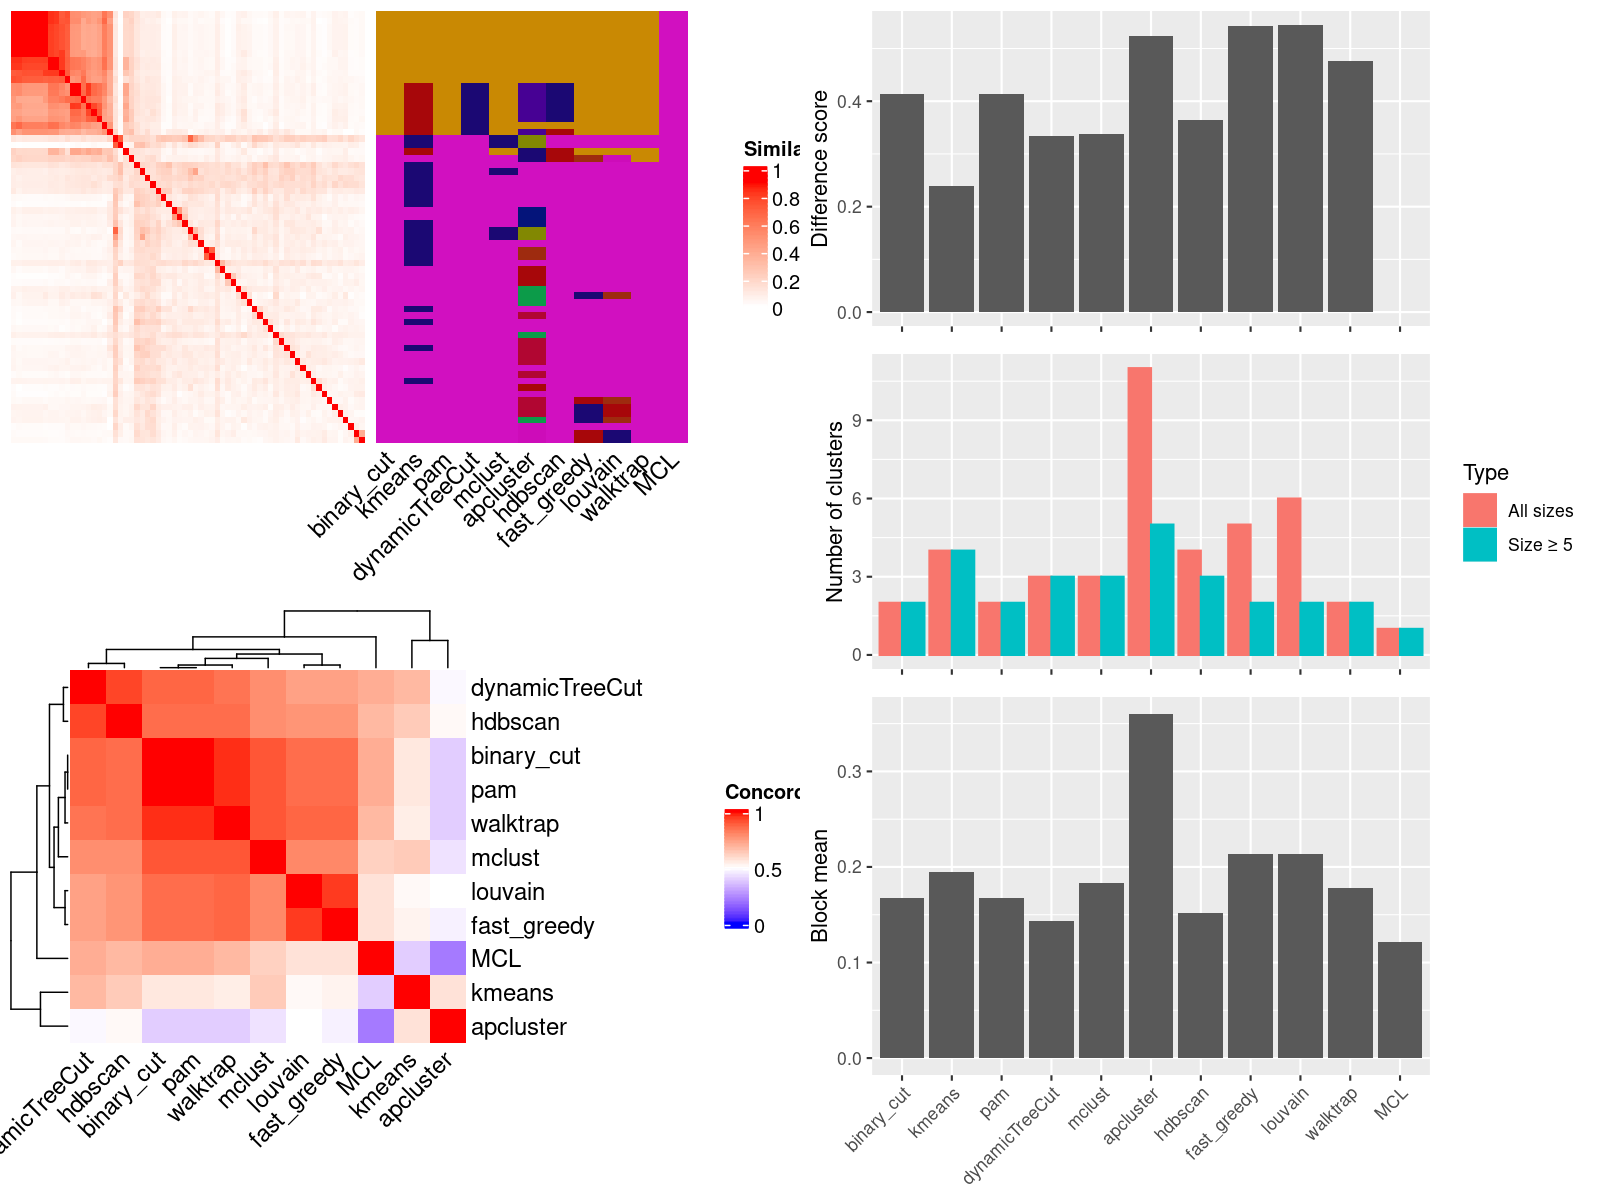 Simila
1
0.8
0.6
0.4
0.2
0
binary_cut
kmeans
pam
dynamicTreeCut
mclust
apcluster
hdbscan
fast_greedy
louvain
walktrap
MCL
dynamicTreeCut
hdbscan
binary_cut
pam
walktrap
mclust
louvain
fast_greedy
MCL
kmeans
apcluster
Concord
1
0.5
0
amicTreeCut
hdbscan
binary_cut
pam
walktrap
mclust
louvain
fast_greedy
MCL
kmeans
apcluster
Difference score
0.4
0.2
0.0
Number of clusters
9
6
3
0
Type
All sizes
Size ≥ 5
Block mean
0.3
0.2
0.1
0.0
binary_cut
kmeans
pam
dynamicTreeCut
mclust
apcluster
hdbscan
fast_greedy
louvain
walktrap
MCL